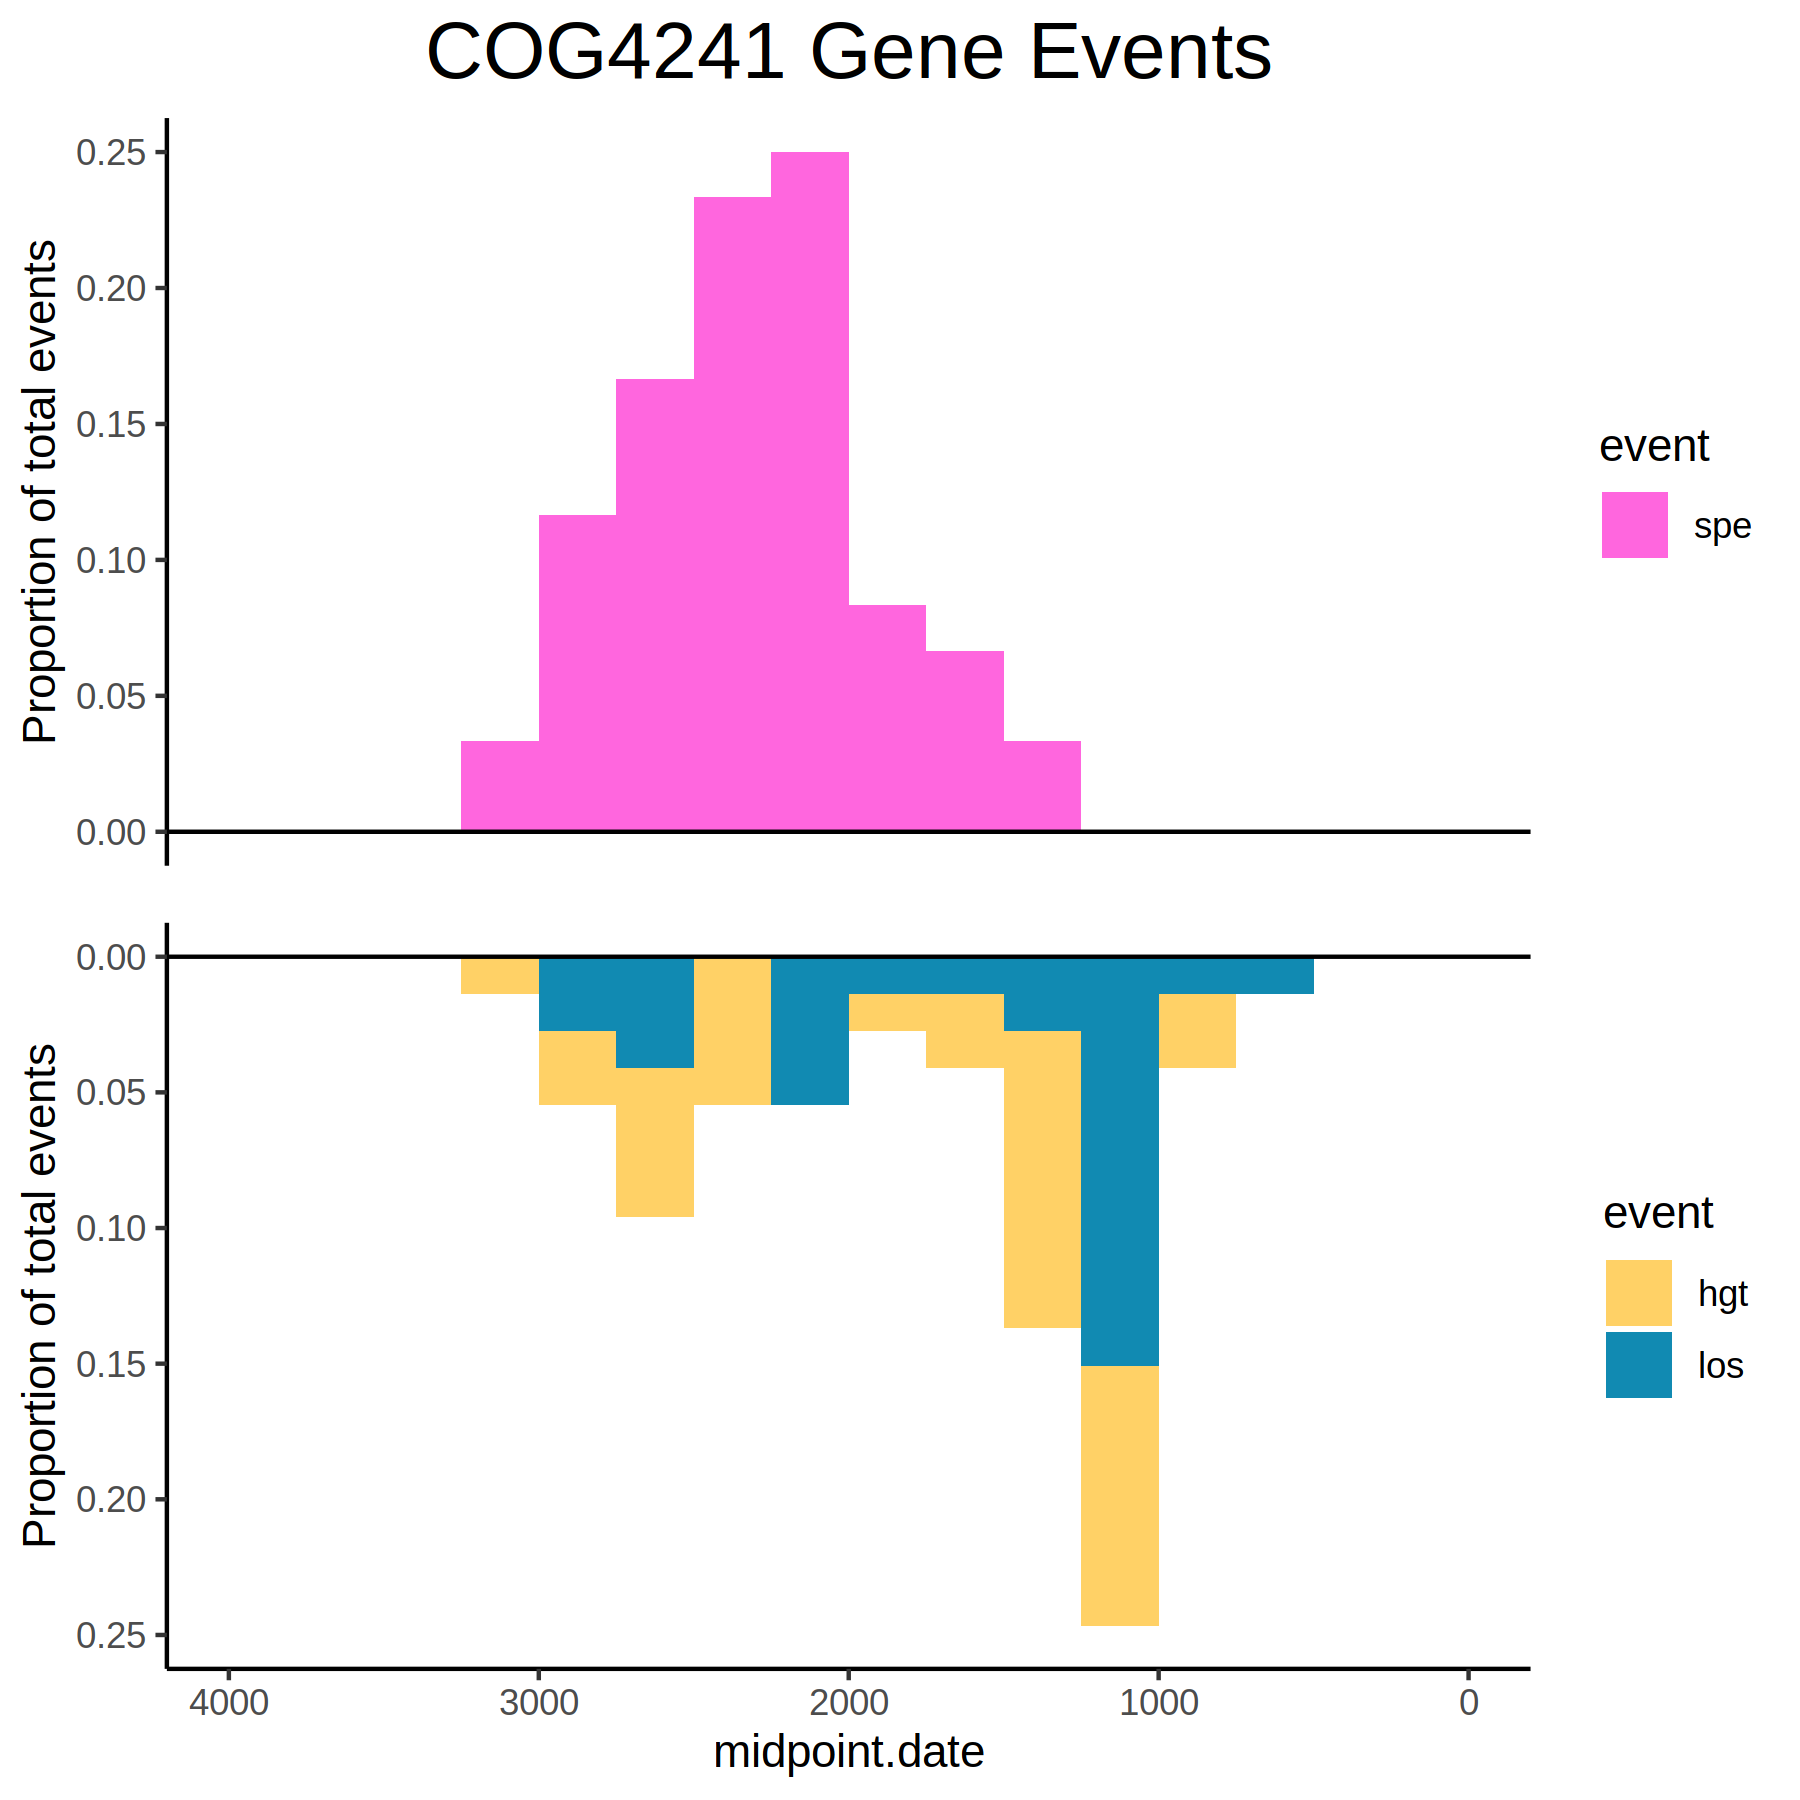 COG4241 Gene Events
Proportion of total events
0.25
0.20
0.15
0.10
0.05
0.00
event
spe
Proportion of total events
0.00
0.05
0.10
0.15
0.20
0.25
event
hgt
los
4000 3000 2000 1000 0
midpoint.date